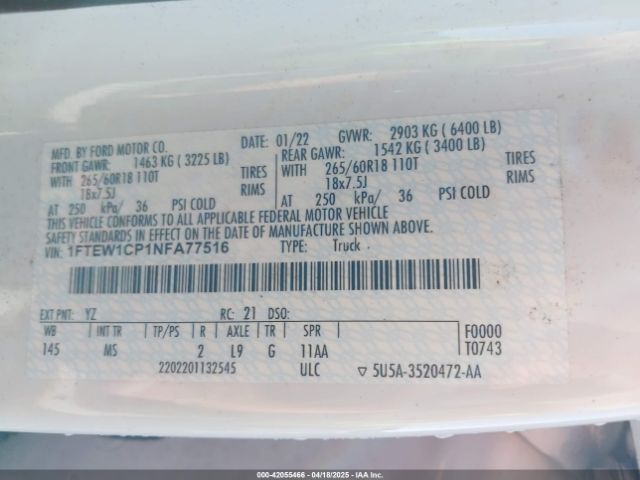 MFD. BY FORD MOTOR CO. DATE: 01/22 GVWR: 2903 KG (6400 LB)
FRONT GAWR: 1463 KG (3225 LB) REAR GAWR: 1542 KG (3400 LB)
WITH 265/60R18 110T TIRES WITH 265/60R18 110T TIRES
18x7.5J RIMS 18x7.5J RIMS
AT 250 kPa/ 36 PSI COLD AT 250 kPa/ 36 PSI COLD
THIS VEHICLE CONFORMS TO ALL APPLICABLE FEDERAL MOTOR VEHICLE
SAFETY STANDARDS IN EFFECT ON THE DATE OF MANUFACTURE SHOWN ABOVE.
VIN: 1FTEW1CP1NFA77516 TYPE: Truck
EXT PNT: YZ RC: 21 DSO:
WB INT TR TP/PS R AXLE TR SPR F0000
145 MS 2 L9 G 11AA T0743
2202201132545 ULC ▽ 5U5A-3520472-AA
000-42055466 - 04/18/2025 - IAA Inc.